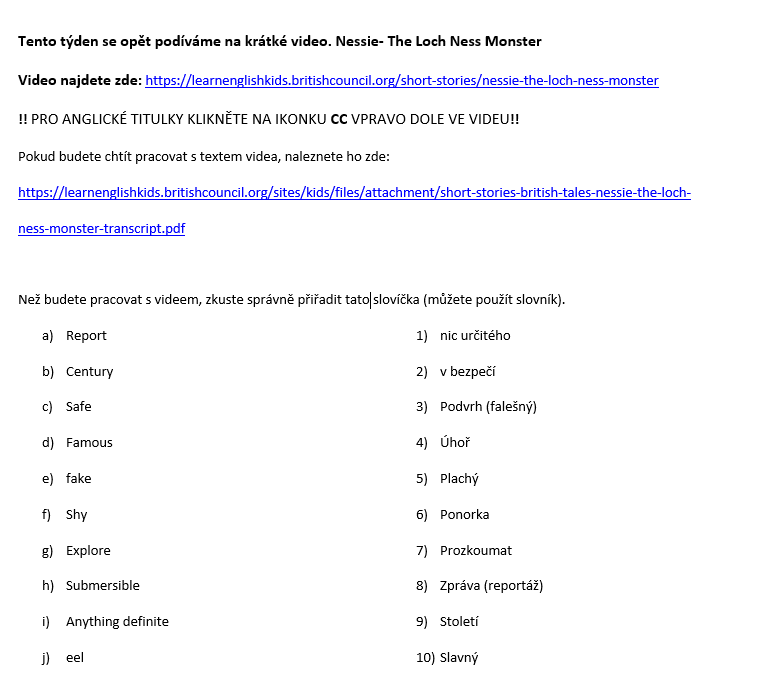 Tento týden se opět podíváme na krátké video. Nessie- The Loch Ness Monster
Video najdete zde: https://learnenglishkids.britishcouncil.org/short-stories/nessie-the-loch-ness-monster
!! PRO ANGLICKÉ TITULKY KLIKNĚTE NA IKONKU CC VPRAVO DOLE VE VIDEU!!
Pokud budete chtít pracovat s textem videa, naleznete ho zde:
https://learnenglishkids.britishcouncil.org/sites/kids/files/attachment/short-stories-british-tales-nessie-the-loch-
ness-monster-transcript.pdf
Než budete pracovat s videem, zkuste správně přiřadit tato slovíčka (můžete použít slovník).
a) Report 1) nic určitého
b) Century 2) v bezpečí
c) Safe 3) Podvrh (falešný)
d) Famous 4) Úhoř
e) fake 5) Plachý
f) Shy 6) Ponorka
g) Explore 7) Prozkoumat
h) Submersible 8) Zpráva (reportáž)
i) Anything definite 9) Století
j) eel 10) Slavný